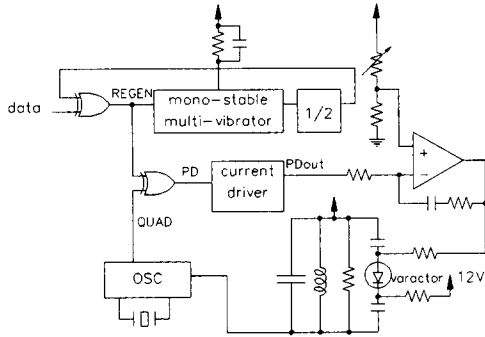 REGEN
data
mono-stable
multi-vibrator
1/2
+
-
PD
current
driver
PDout
QUAD
OSC
varactor
12V